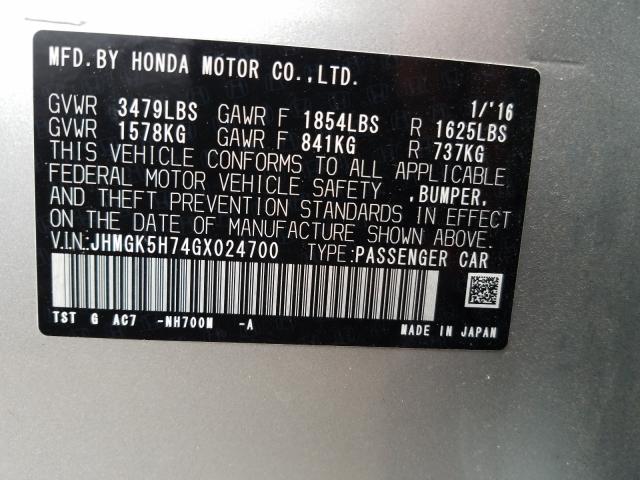 MFD.BY HONDA MOTOR CO.,LTD.
1/'16
GVWR 3479LBS GAWR F 1854LBS R 1625LBS
GVWR 1578KG GAWR F 841KG R 737KG
THIS VEHICLE CONFORMS TO ALL APPLICABLE
FEDERAL MOTOR VEHICLE SAFETY ,BUMPER,
AND THEFT PREVENTION STANDARDS IN EFFECT
ON THE DATE OF MANUFACTURE SHOWN ABOVE.
V.I.N:JHMGK5H74GX024700 TYPE:PASSENGER CAR
TST G AC7 -NH700M -A
MADE IN JAPAN